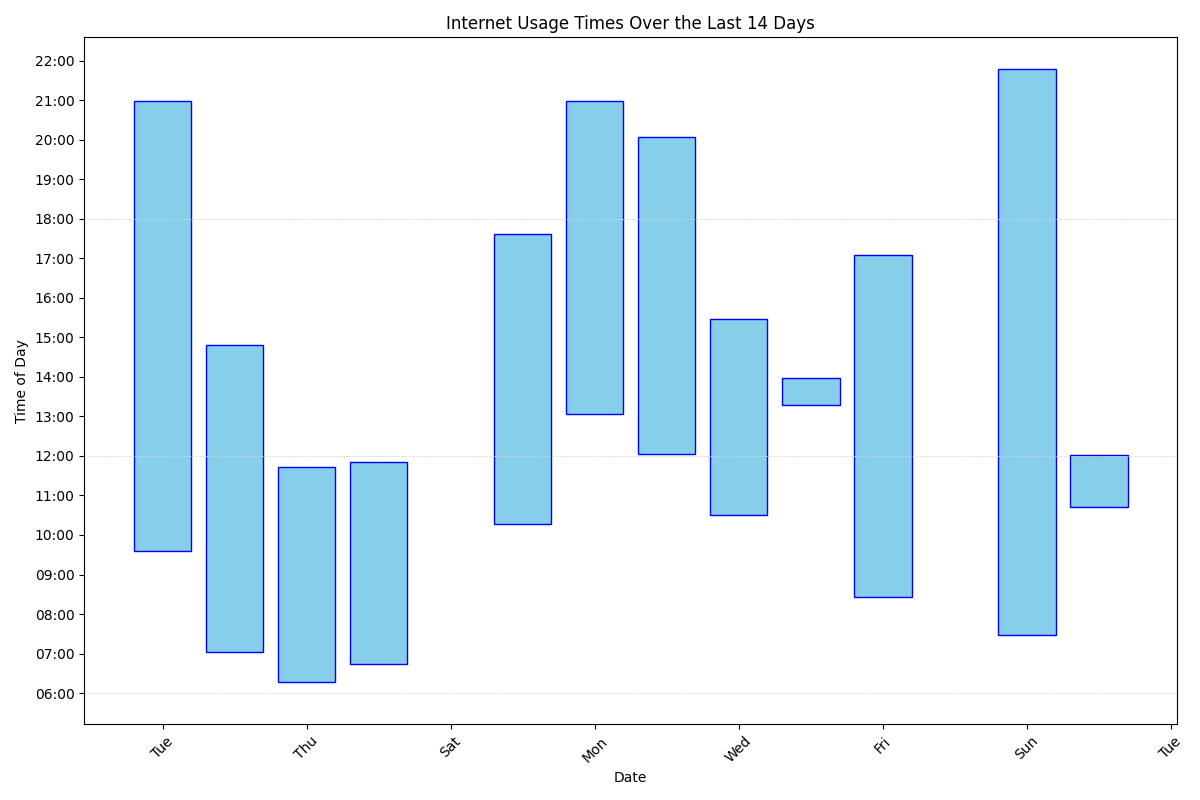 Internet Usage Times Over the Last 14 Days
22:00
21:00
20:00
19:00
18:00
17:00
16:00
15:00
14:00
13:00
12:00
11:00
10:00
09:00
08:00
07:00
06:00
Time of Day
Tue
Thu
Sat
Mon
Wed
Fri
Sun
Tue
Date